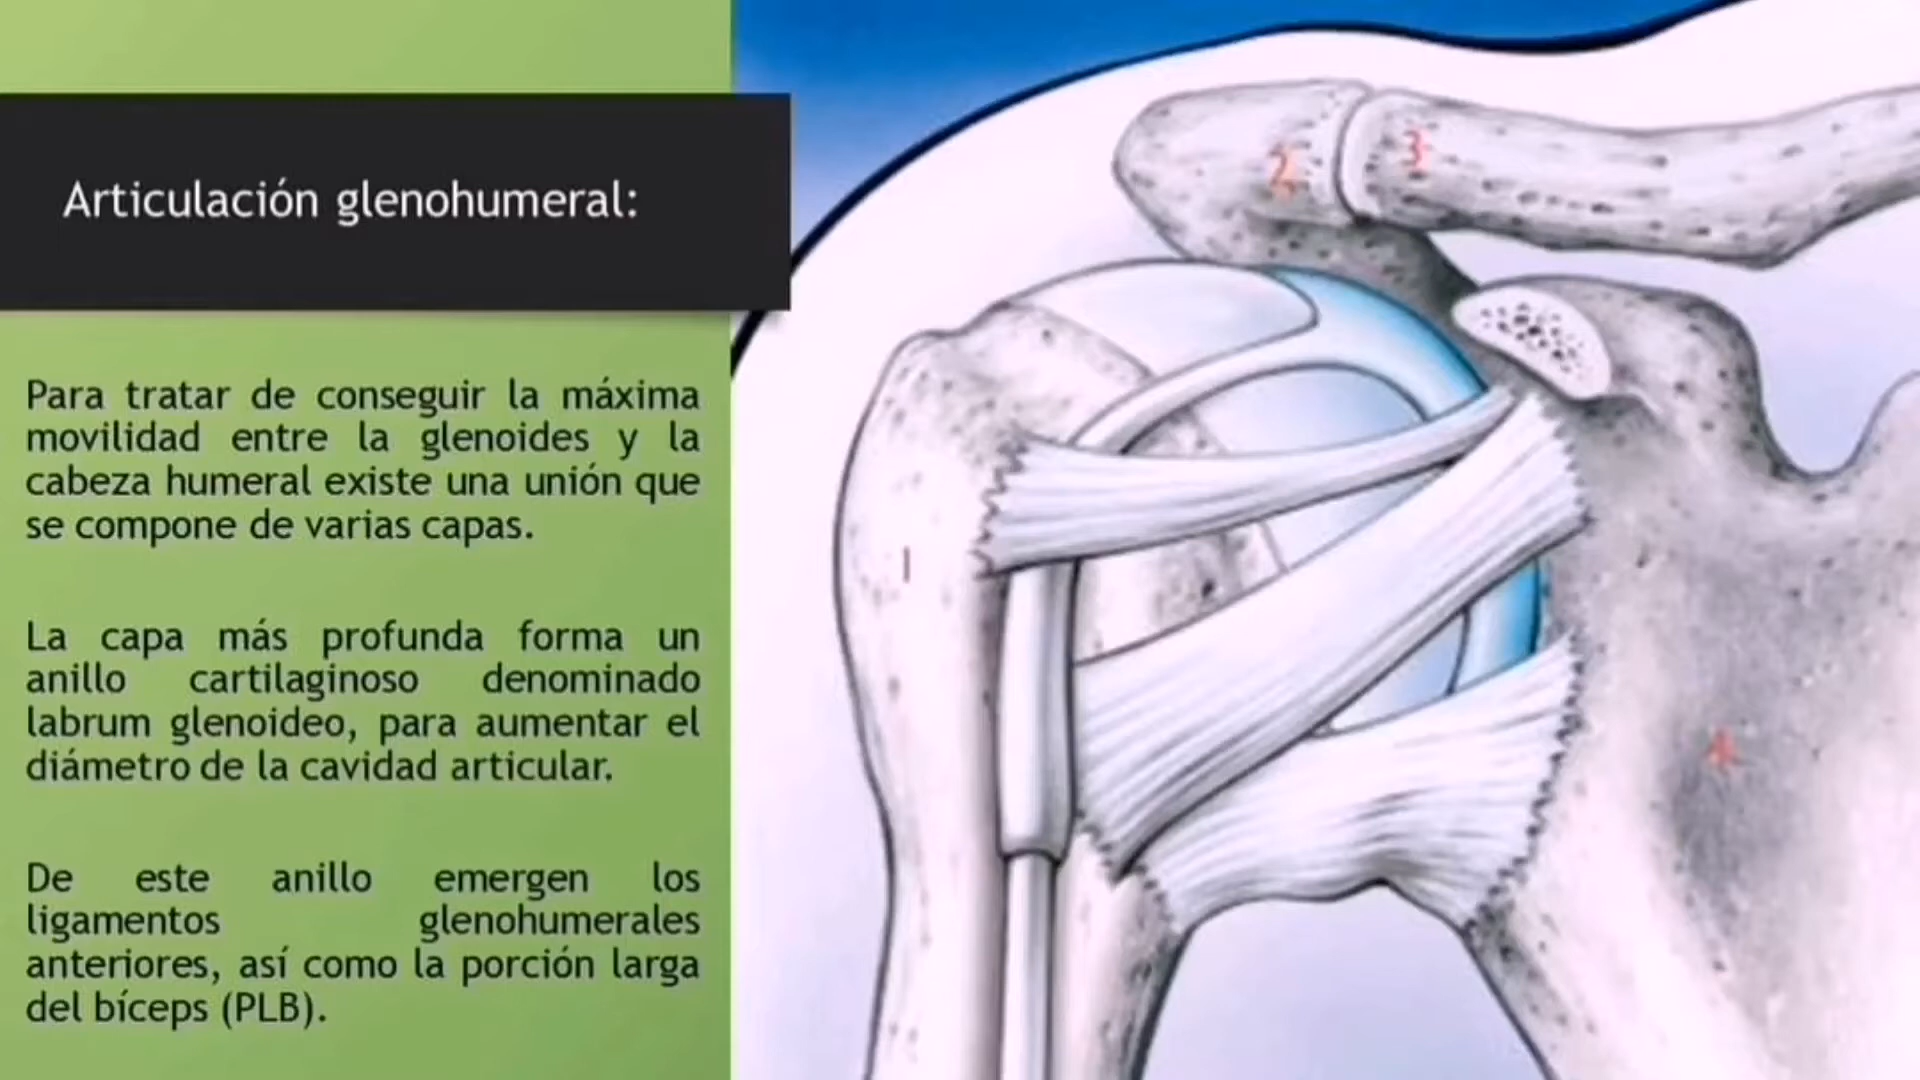 Articulación glenohumeral:
Para tratar de conseguir la máxima
movilidad entre la glenoides y la
cabeza humeral existe una unión que
se compone de varias capas.
La capa más profunda forma un
anillo cartilaginoso denominado
labrum glenoideo, para aumentar el
diámetro de la cavidad articular.
De este anillo emergen los
ligamentos glenohumerales
anteriores, así como la porción larga
del bíceps (PLB).
2
3
1
4